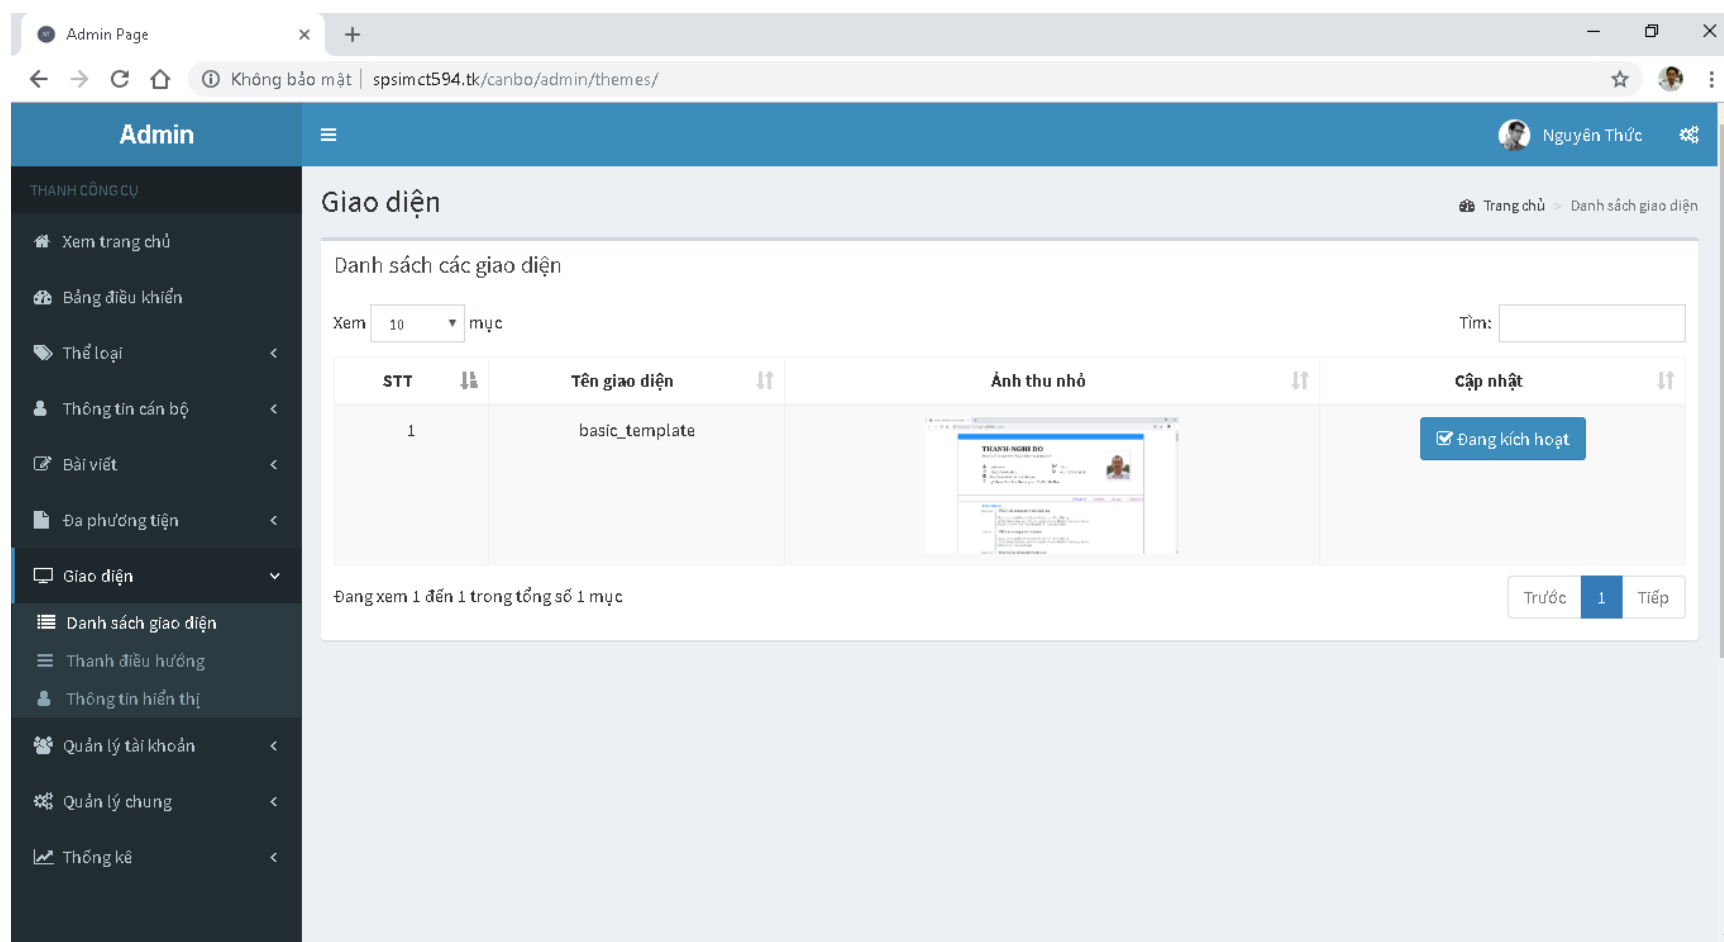 Admin Page
Không bảo mật | spsimct594.tk/canbo/admin/themes/
Admin
Nguyên Thức
THANH CÔNG CỤ
Xem trang chủ
Bảng điều khiển
Thể loại
Thông tin cán bộ
Bài viết
Đa phương tiện
Giao diện
Danh sách giao diện
Thanh điều hướng
Thông tin hiển thị
Quản lý tài khoản
Quản lý chung
Thống kê
Giao diện
Trang chủ > Danh sách giao diện
Danh sách các giao diện
Xem 10 mục
Tìm:
STT Tên giao diện Ảnh thu nhỏ Cập nhật
1 basic_template Đang kích hoạt
THANH-NGHI DO
Đang xem 1 đến 1 trong tổng số 1 mục
Trước 1 Tiếp